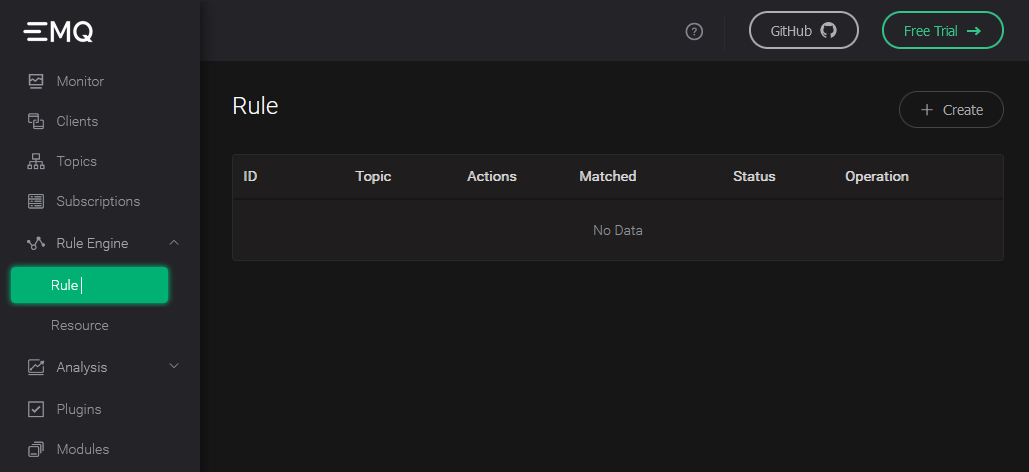 EMQ
GitHub
Free Trial
Monitor
Clients
Topics
Subscriptions
Rule Engine
Rule
Resource
Analysis
Plugins
Modules
Rule
Create
ID Topic Actions Matched Status Operation
No Data